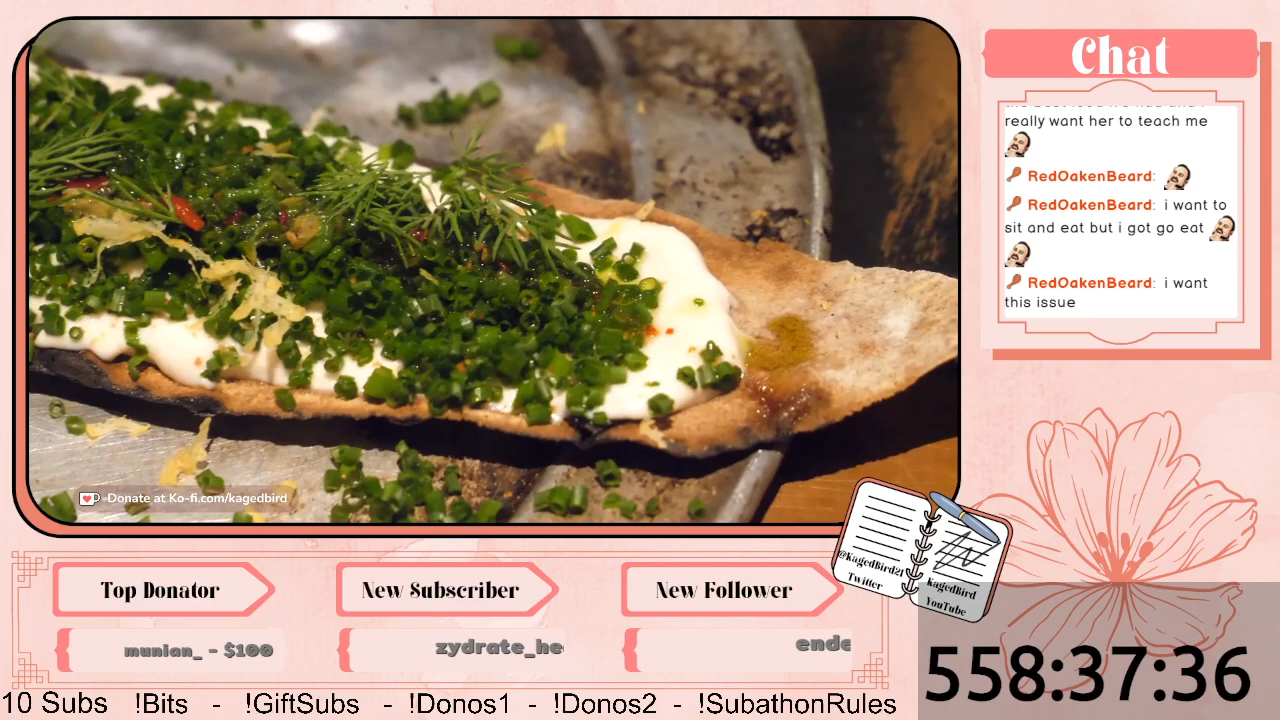 Chat
really want her to teach me
RedOakenBeard:
RedOakenBeard: i want to
sit and eat but i got go eat
RedOakenBeard: i want
this issue
Donate at Ko-fi.com/kagedbird
@KagedBird21
Twitter
KagedBird
YouTube
Top Donator
New Subscriber
New Follower
munian_ - $100
zydrate_he
ende
558:37:36
10 Subs !Bits - !GiftSubs - !Donos1 - !Donos2 - !SubathonRules